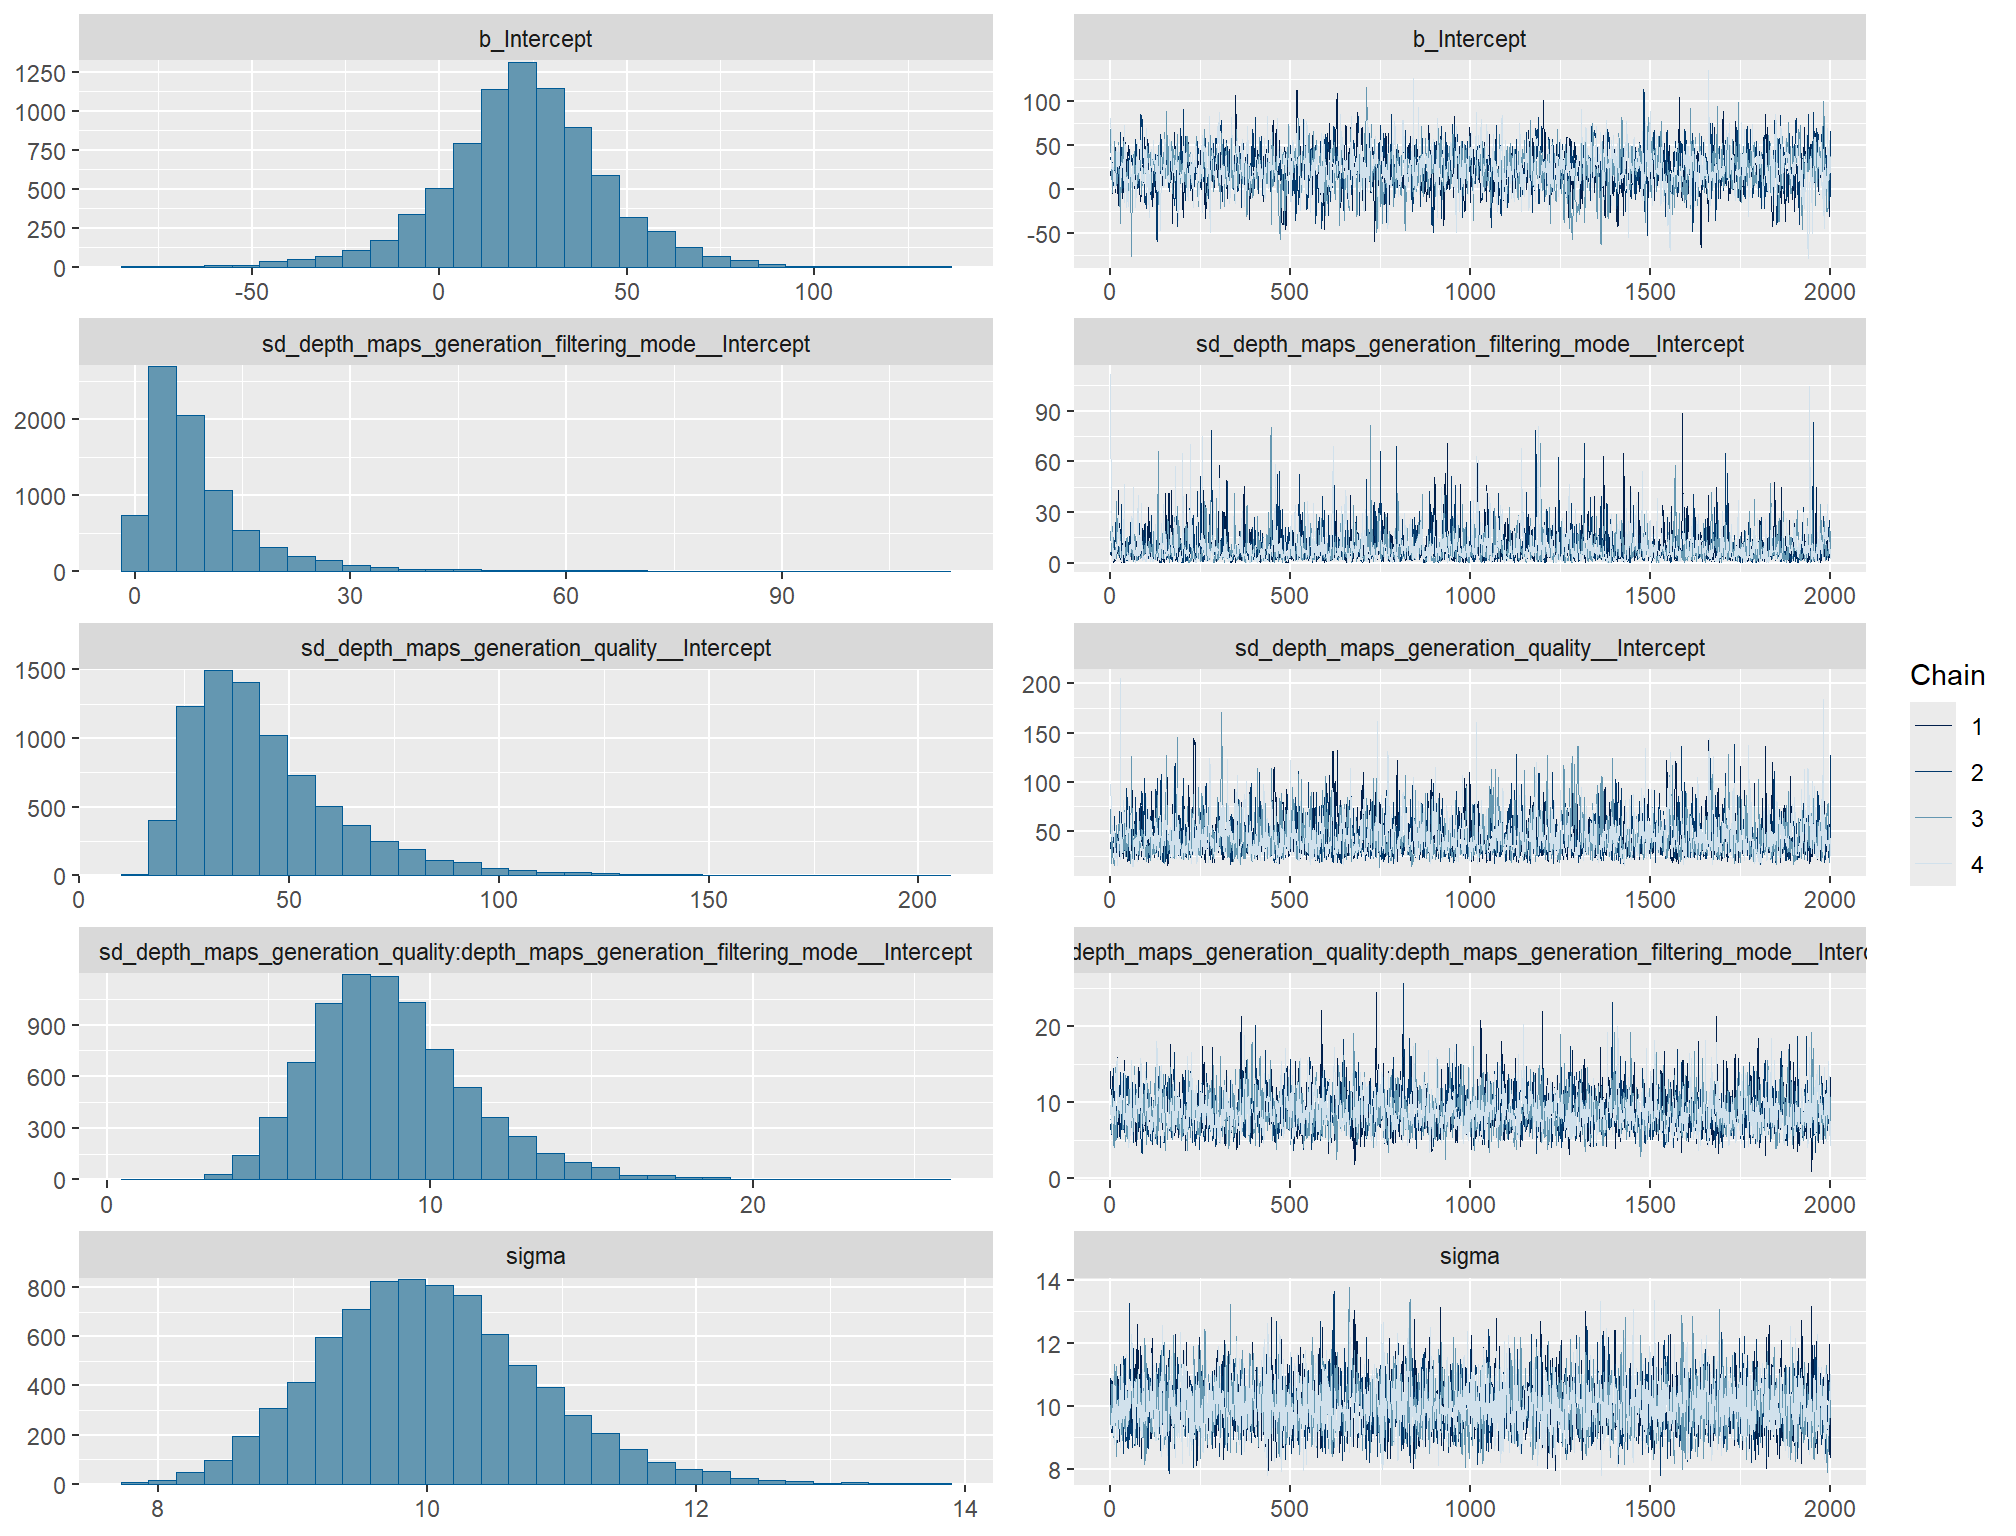 b_Intercept
1250
1000
750
500
250
0
-50 0 50 100
b_Intercept
100
50
0
-50
0 500 1000 1500 2000
sd_depth_maps_generation_filtering_mode__Intercept
2000
1000
0
0 30 60 90
sd_depth_maps_generation_filtering_mode__Intercept
90
60
30
0
0 500 1000 1500 2000
sd_depth_maps_generation_quality__Intercept
1500
1000
500
0
0 50 100 150 200
sd_depth_maps_generation_quality__Intercept
200
150
100
50
0 500 1000 1500 2000
sd_depth_maps_generation_quality:depth_maps_generation_filtering_mode__Intercept
900
600
300
0
0 10 20
depth_maps_generation_quality:depth_maps_generation_filtering_mode__Interc
20
10
0
0 500 1000 1500 2000
sigma
800
600
400
200
0
8 10 12 14
sigma
14
12
10
8
0 500 1000 1500 2000
Chain
1
2
3
4